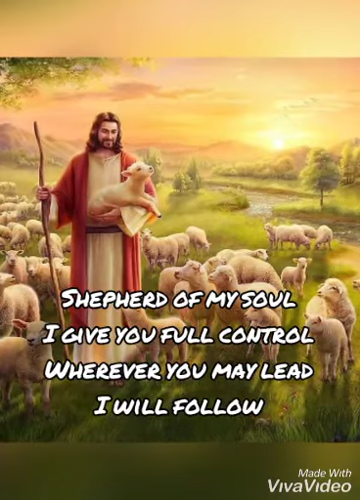 Shepherd of my soul
I give you full control
Wherever you may lead
I will follow
Made With
VivaVideo